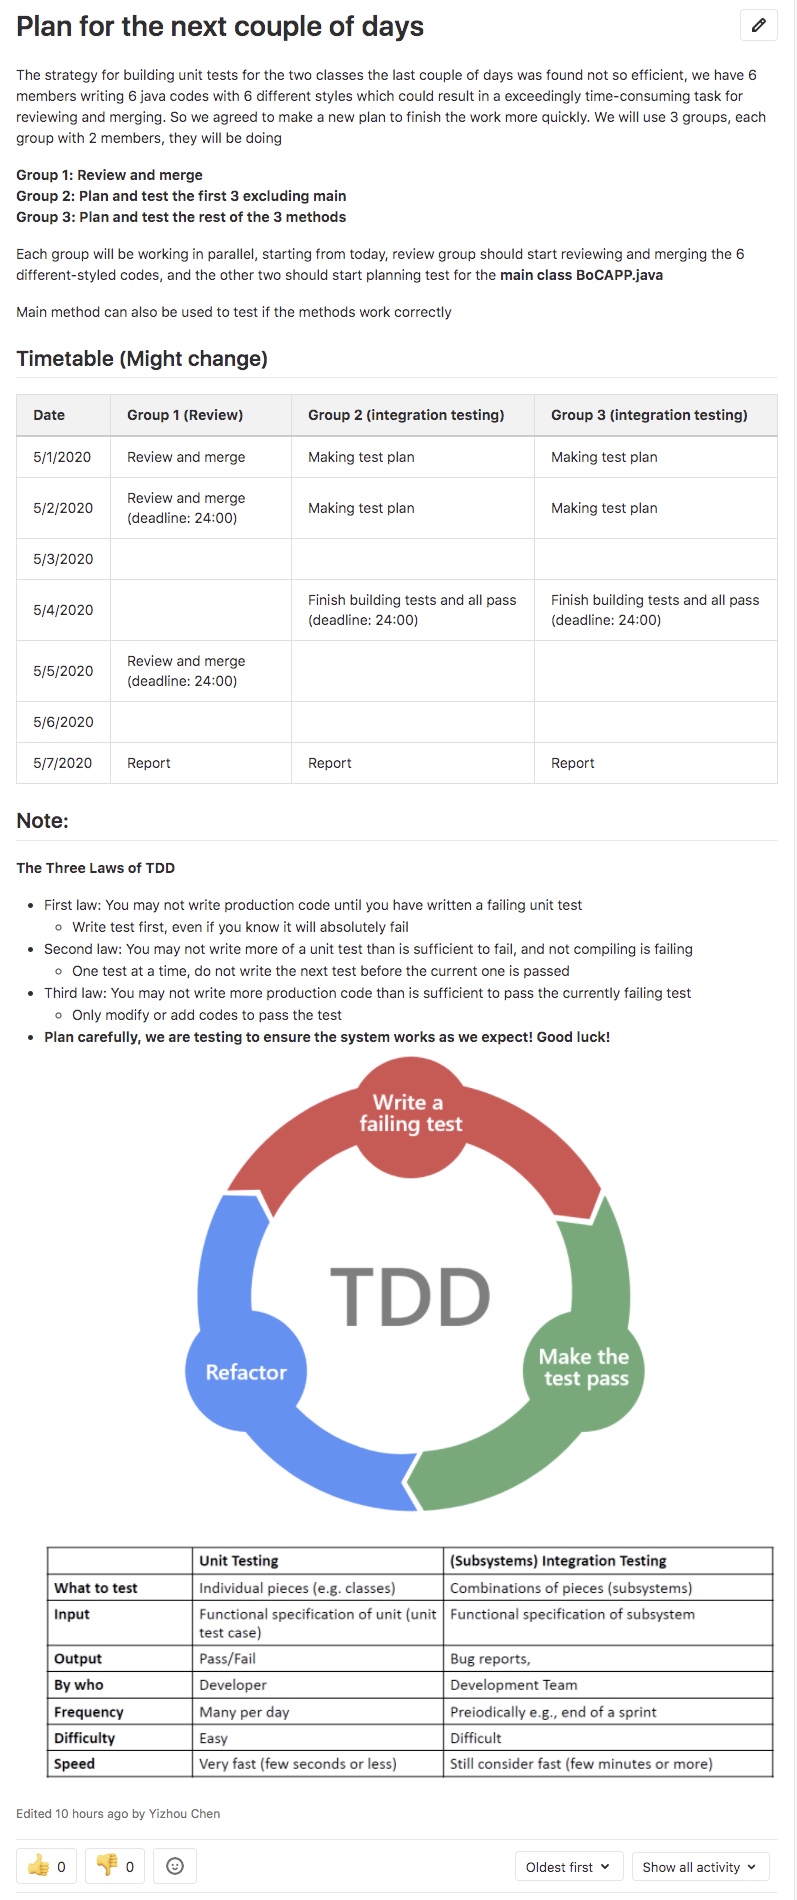 Plan for the next couple of days
The strategy for building unit tests for the two classes the last couple of days was found not so efficient, we have 6
members writing 6 java codes with 6 different styles which could result in a exceedingly time-consuming task for
reviewing and merging. So we agreed to make a new plan to finish the work more quickly. We will use 3 groups, each
group with 2 members, they will be doing
Group 1: Review and merge
Group 2: Plan and test the first 3 excluding main
Group 3: Plan and test the rest of the 3 methods
Each group will be working in parallel, starting from today, review group should start reviewing and merging the 6
different-styled codes, and the other two should start planning test for the main class BoCAPP.java
Main method can also be used to test if the methods work correctly
Timetable (Might change)
Date Group 1 (Review) Group 2 (integration testing) Group 3 (integration testing)
5/1/2020 Review and merge Making test plan Making test plan
5/2/2020 Review and merge (deadline: 24:00) Making test plan Making test plan
5/3/2020
5/4/2020 Finish building tests and all pass (deadline: 24:00) Finish building tests and all pass (deadline: 24:00)
5/5/2020 Review and merge (deadline: 24:00)
5/6/2020
5/7/2020 Report Report Report
Note:
The Three Laws of TDD
• First law: You may not write production code until you have written a failing unit test
◦ Write test first, even if you know it will absolutely fail
• Second law: You may not write more of a unit test than is sufficient to fail, and not compiling is failing
◦ One test at a time, do not write the next test before the current one is passed
• Third law: You may not write more production code than is sufficient to pass the currently failing test
◦ Only modify or add codes to pass the test
• Plan carefully, we are testing to ensure the system works as we expect! Good luck!
Write a
failing test
TDD
Make the
test pass
Refactor
Unit Testing (Subsystems) Integration Testing
What to test Individual pieces (e.g. classes) Combinations of pieces (subsystems)
Input Functional specification of unit (unit test case) Functional specification of subsystem
Output Pass/Fail Bug reports,
By who Developer Development Team
Frequency Many per day Preiodically e.g., end of a sprint
Difficulty Easy Difficult
Speed Very fast (few seconds or less) Still consider fast (few minutes or more)
Edited 10 hours ago by Yizhou Chen
0 0 Oldest first Show all activity